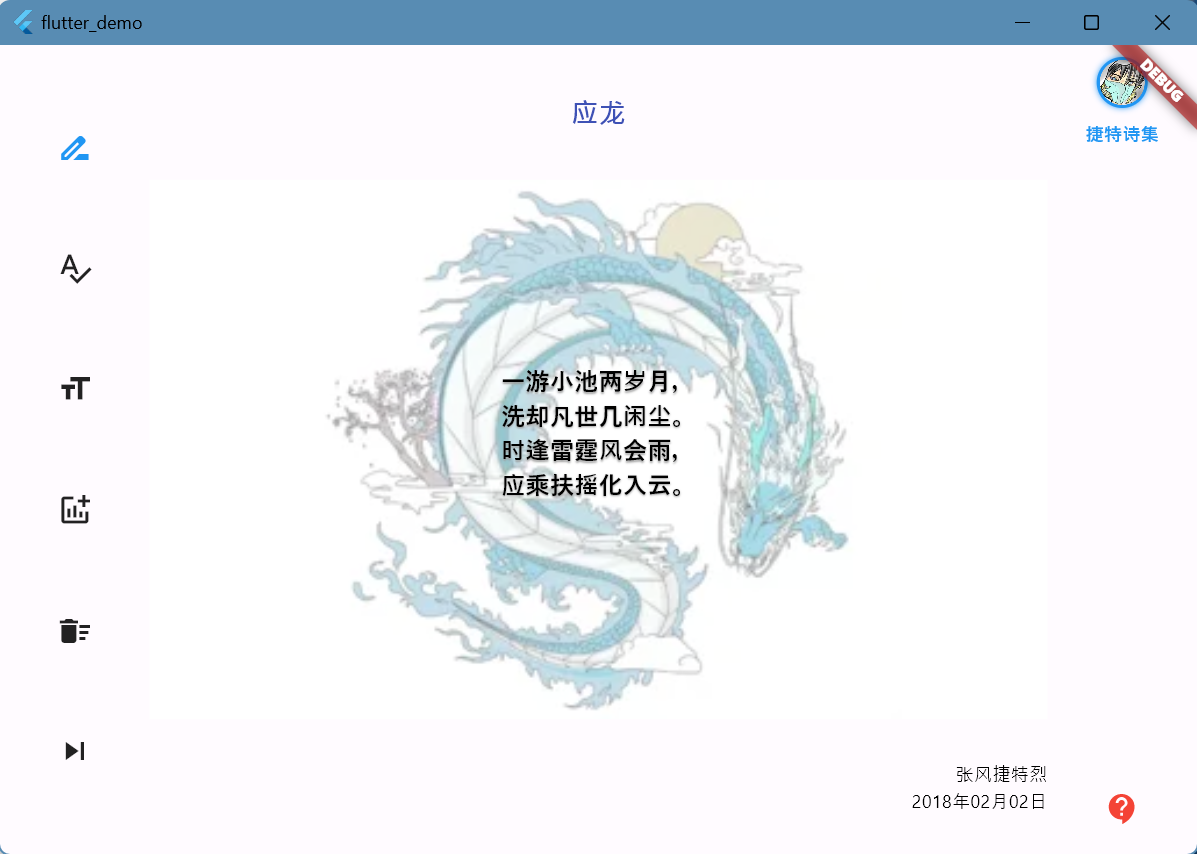 flutter_demo
DEBUG
捷特诗集
应龙
一游小池两岁月,
洗却凡世几闲尘。
时逢雷霆风会雨,
应乘扶摇化入云。
张风捷特烈
2018年02月02日